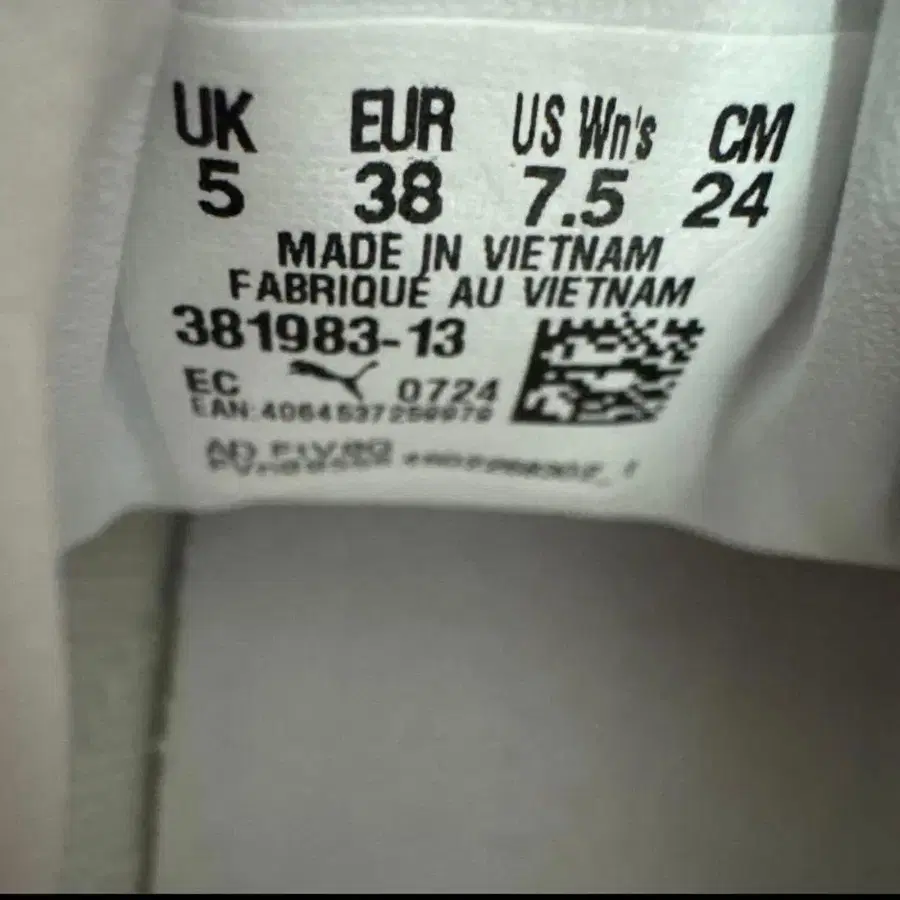 UK EUR US Wn's CM
5 38 7.5 24
MADE IN VIETNAM
FABRIQUÉ AU VIETNAM
381983-13
EC 0724
EAN: